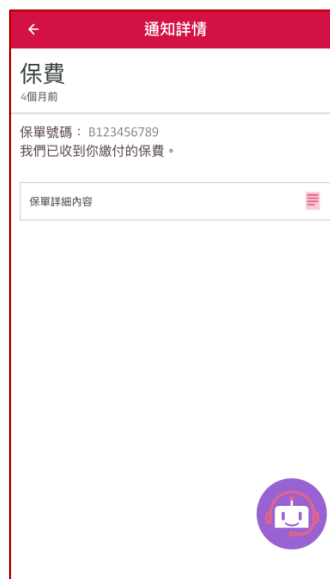 通知詳情
保費
4個月前
保單號碼： B123456789
我們已收到你繳付的保費。
保單詳細內容